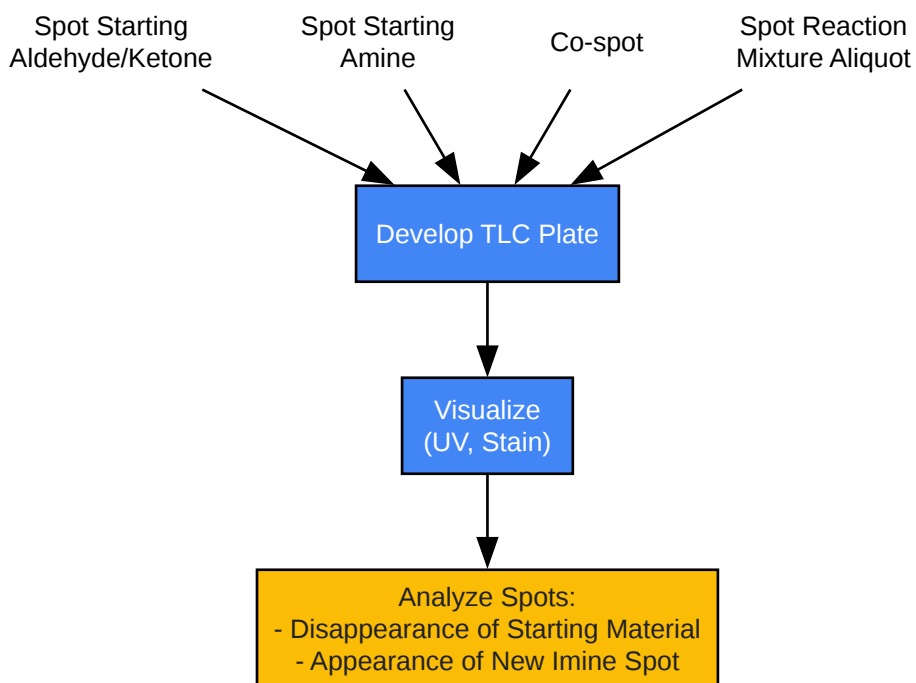 Spot Starting
Aldehyde/Ketone
Spot Starting
Amine
Co-spot
Spot Reaction
Mixture Aliquot
Develop TLC Plate
Visualize
(UV, Stain)
Analyze Spots:
- Disappearance of Starting Material
- Appearance of New Imine Spot